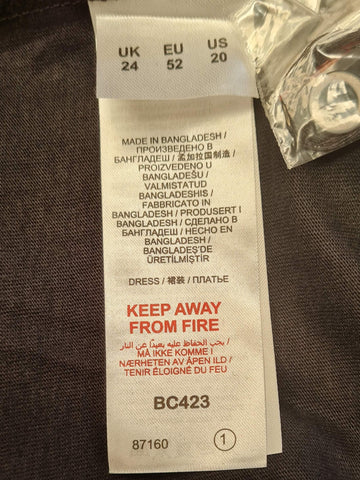 UK EU US
24 52 20
MADE IN BANGLADESH /
ПРОИЗВЕДЕНО В
БАНГЛАДЕШ / 孟加拉国制造 /
PROIZVEDENO U
BANGLADEŠU /
VALMISTATUD
BANGLADESHIS /
FABRICATO IN
BANGLADESH / PRODUSERT I
BANGLADESH / СДЕЛАНО В
БАНГЛАДЕШ / HECHO EN
BANGLADESH /
BANGLADEŞ'DE
ÜRETİLMİŞTİR
DRESS / 裙装 / ПЛАТЬЕ
KEEP AWAY
FROM FIRE
/ يجب الحفاظ عليه بعيدًا عن النار
MÅ IKKE KOMME I
NÆRHETEN AV ÅPEN ILD /
TENIR ÉLOIGNÉ DU FEU
BC423
87160 1